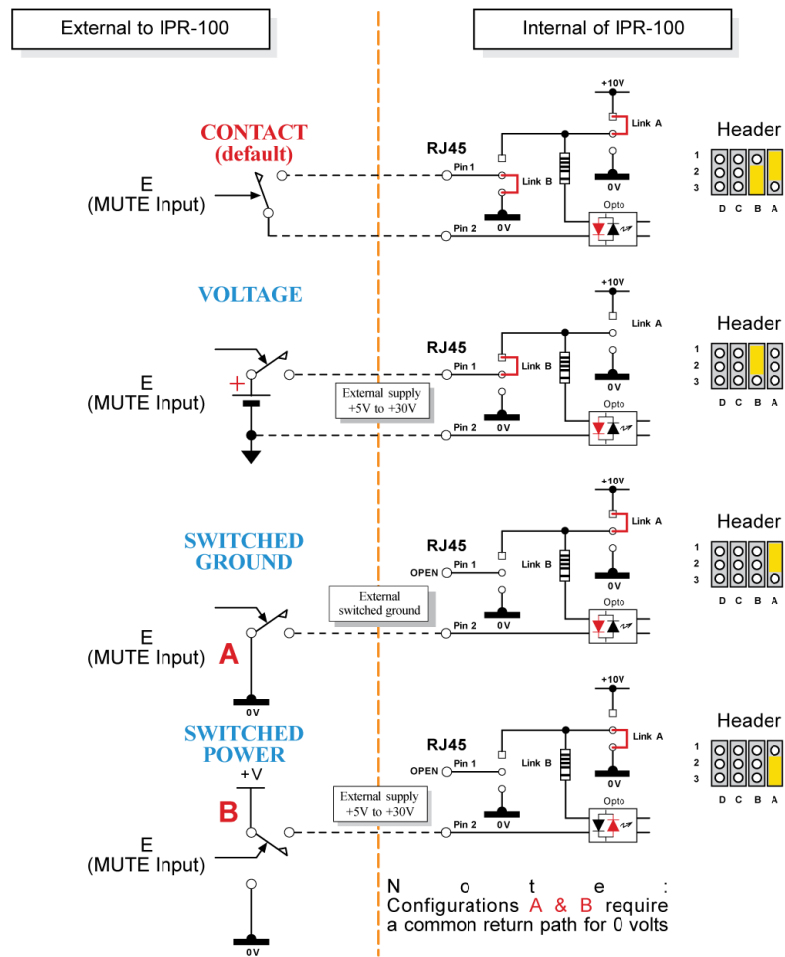 External to IPR-100
Internal of IPR-100
CONTACT
(default)
E
(MUTE Input)
RJ45
Pin 1
Pin 2
Link B
0V
+10V
Link A
0V
Opto
Header
1
2
3
D C B A
VOLTAGE
E
(MUTE Input)
+
External supply
+5V to +30V
RJ45
Pin 1
Pin 2
Link B
0V
+10V
Link A
0V
Opto
Header
1
2
3
D C B A
SWITCHED
GROUND
E
(MUTE Input)
A
0V
External
switched ground
RJ45
OPEN
Pin 1
Pin 2
Link B
0V
+10V
Link A
0V
Opto
Header
1
2
3
D C B A
SWITCHED
POWER
+V
B
E
(MUTE Input)
0V
External supply
+5V to +30V
RJ45
OPEN
Pin 1
Pin 2
Link B
0V
+10V
Link A
0V
Opto
Header
1
2
3
D C B A
N o t e :
Configurations A & B require
a common return path for 0 volts